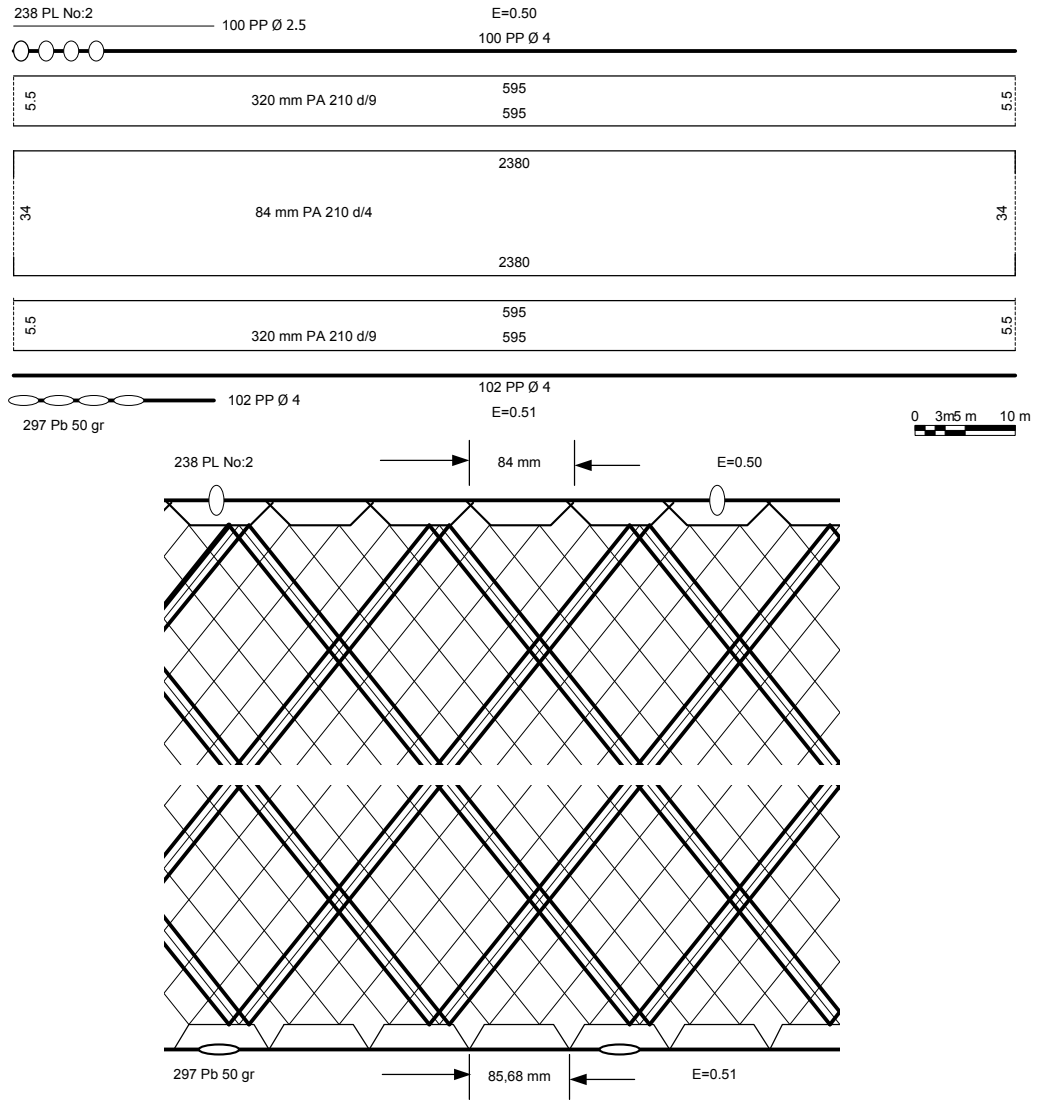 238 PL No:2
E=0.50
100 PP Ø 2.5
100 PP Ø 4
5.5
320 mm PA 210 d/9
595
595
5.5
2380
34
84 mm PA 210 d/4
34
2380
5.5
320 mm PA 210 d/9
595
595
5.5
102 PP Ø 4
102 PP Ø 4
E=0.51
297 Pb 50 gr
0 3m5 m 10 m
238 PL No:2
84 mm
E=0.50
297 Pb 50 gr
85,68 mm
E=0.51